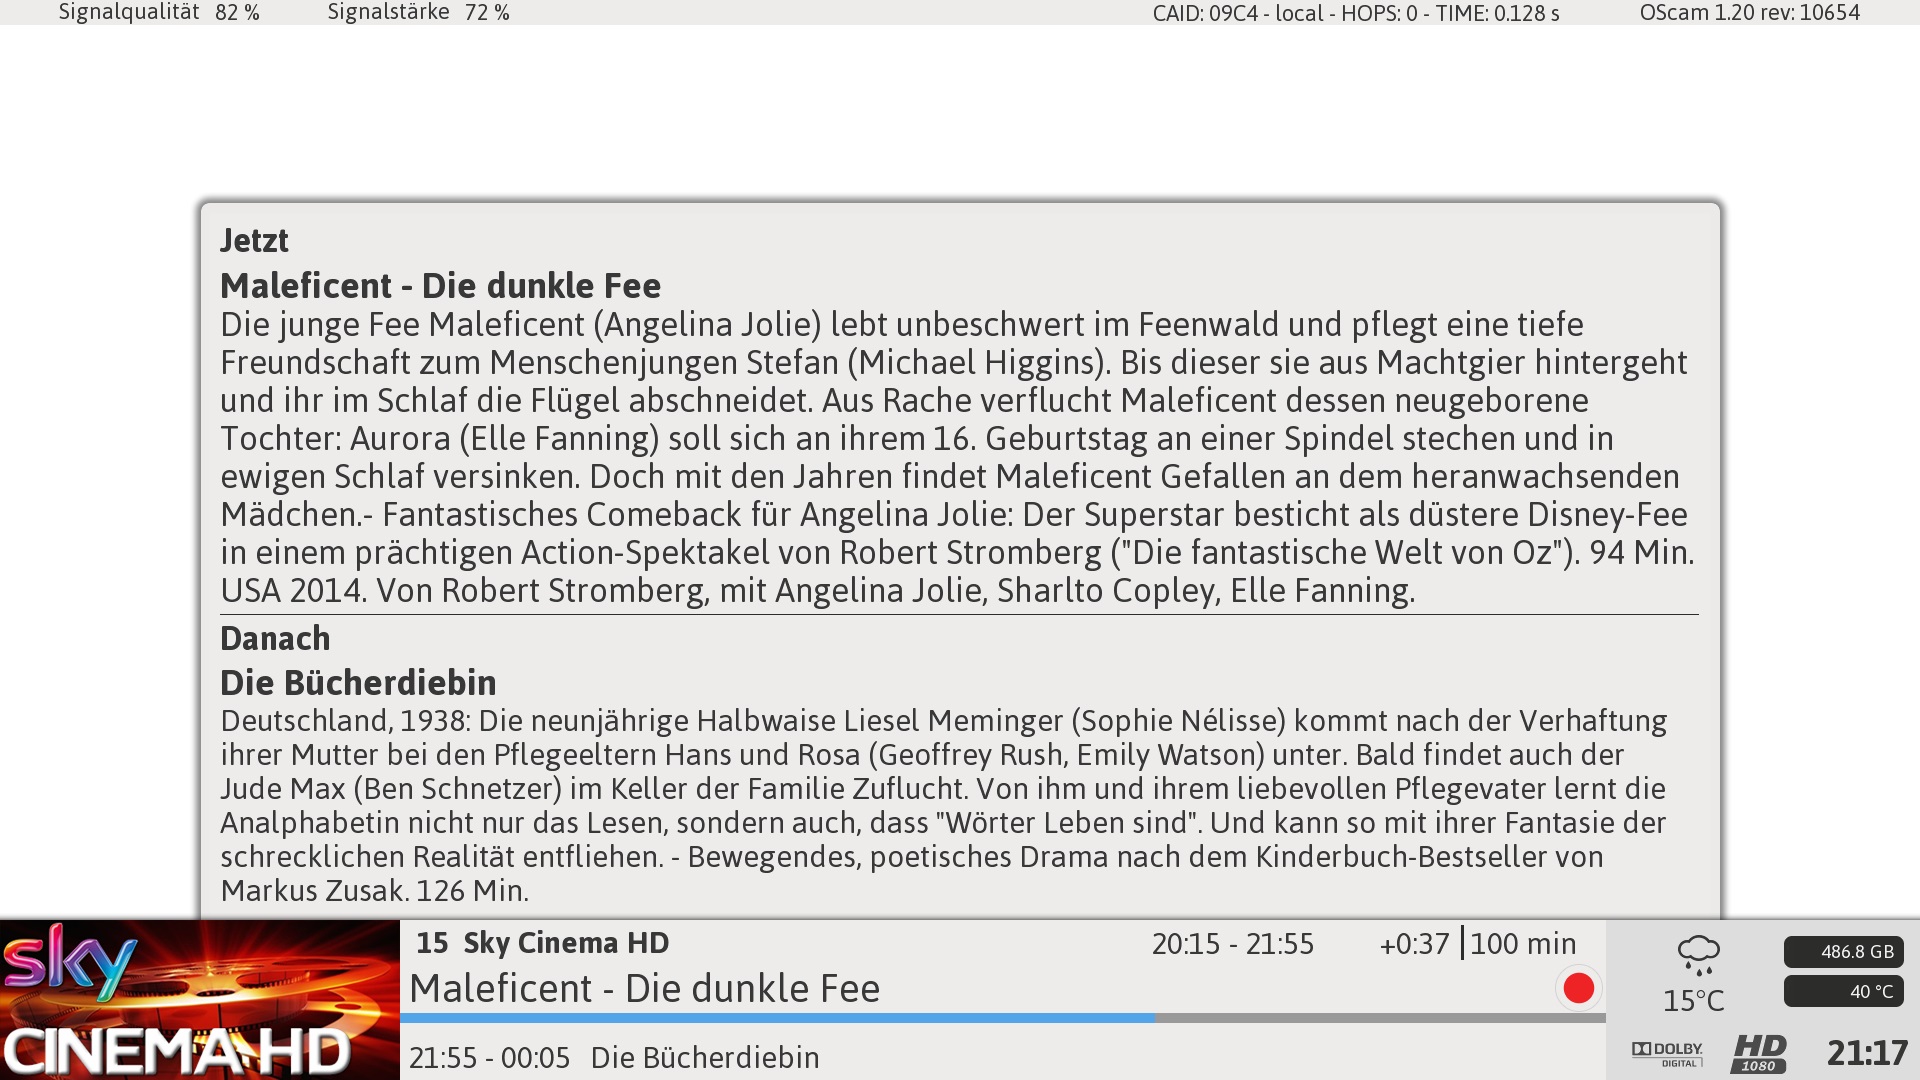 Signalqualität 82 % Signalstärke 72 % CAID: 09C4 - local - HOPS: 0 - TIME: 0.128 s OScam 1.20 rev: 10654
Jetzt
Maleficent - Die dunkle Fee
Die junge Fee Maleficent (Angelina Jolie) lebt unbeschwert im Feenwald und pflegt eine tiefe
Freundschaft zum Menschenjungen Stefan (Michael Higgins). Bis dieser sie aus Machtgier hintergeht
und ihr im Schlaf die Flügel abschneidet. Aus Rache verflucht Maleficent dessen neugeborene
Tochter: Aurora (Elle Fanning) soll sich an ihrem 16. Geburtstag an einer Spindel stechen und in
ewigen Schlaf versinken. Doch mit den Jahren findet Maleficent Gefallen an dem heranwachsenden
Mädchen.- Fantastisches Comeback für Angelina Jolie: Der Superstar besticht als düstere Disney-Fee
in einem prächtigen Action-Spektakel von Robert Stromberg ("Die fantastische Welt von Oz"). 94 Min.
USA 2014. Von Robert Stromberg, mit Angelina Jolie, Sharlto Copley, Elle Fanning.
Danach
Die Bücherdiebin
Deutschland, 1938: Die neunjährige Halbwaise Liesel Meminger (Sophie Nélisse) kommt nach der Verhaftung
ihrer Mutter bei den Pflegeeltern Hans und Rosa (Geoffrey Rush, Emily Watson) unter. Bald findet auch der
Jude Max (Ben Schnetzer) im Keller der Familie Zuflucht. Von ihm und ihrem liebevollen Pflegevater lernt die
Analphabetin nicht nur das Lesen, sondern auch, dass "Wörter Leben sind". Und kann so mit ihrer Fantasie der
schrecklichen Realität entfliehen. - Bewegendes, poetisches Drama nach dem Kinderbuch-Bestseller von
Markus Zusak. 126 Min.
sky
CINEMA HD
15 Sky Cinema HD 20:15 - 21:55 +0:37 100 min
Maleficent - Die dunkle Fee
21:55 - 00:05 Die Bücherdiebin
486.8 GB
15°C 40 °C
DOLBY DIGITAL HD 1080 21:17